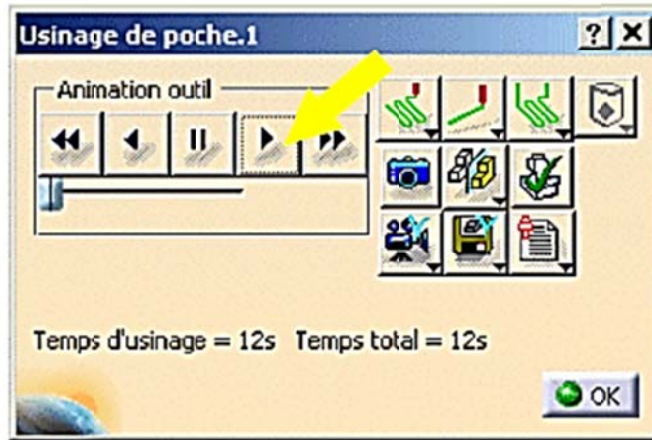 Usinage de poche.1
Animation outil
Temps d'usinage = 12s Temps total = 12s
OK